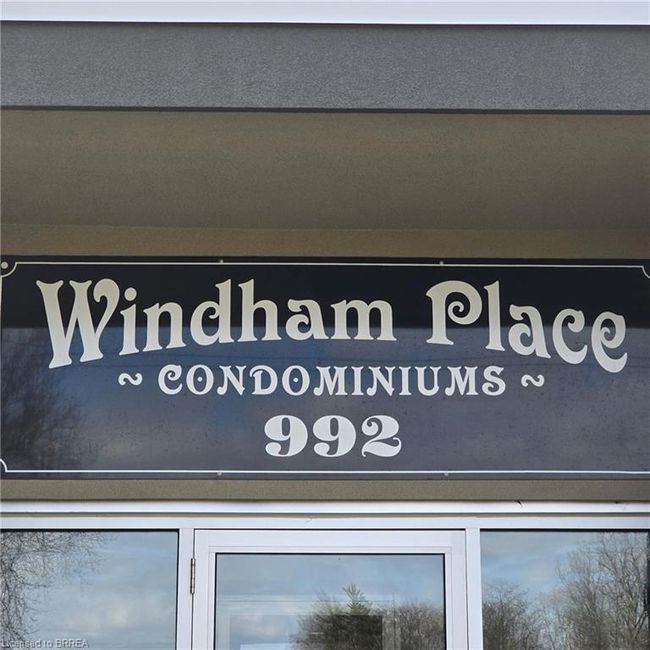 Windham Place
~ CONDOMINIUMS ~
992
Licensed to BRREA